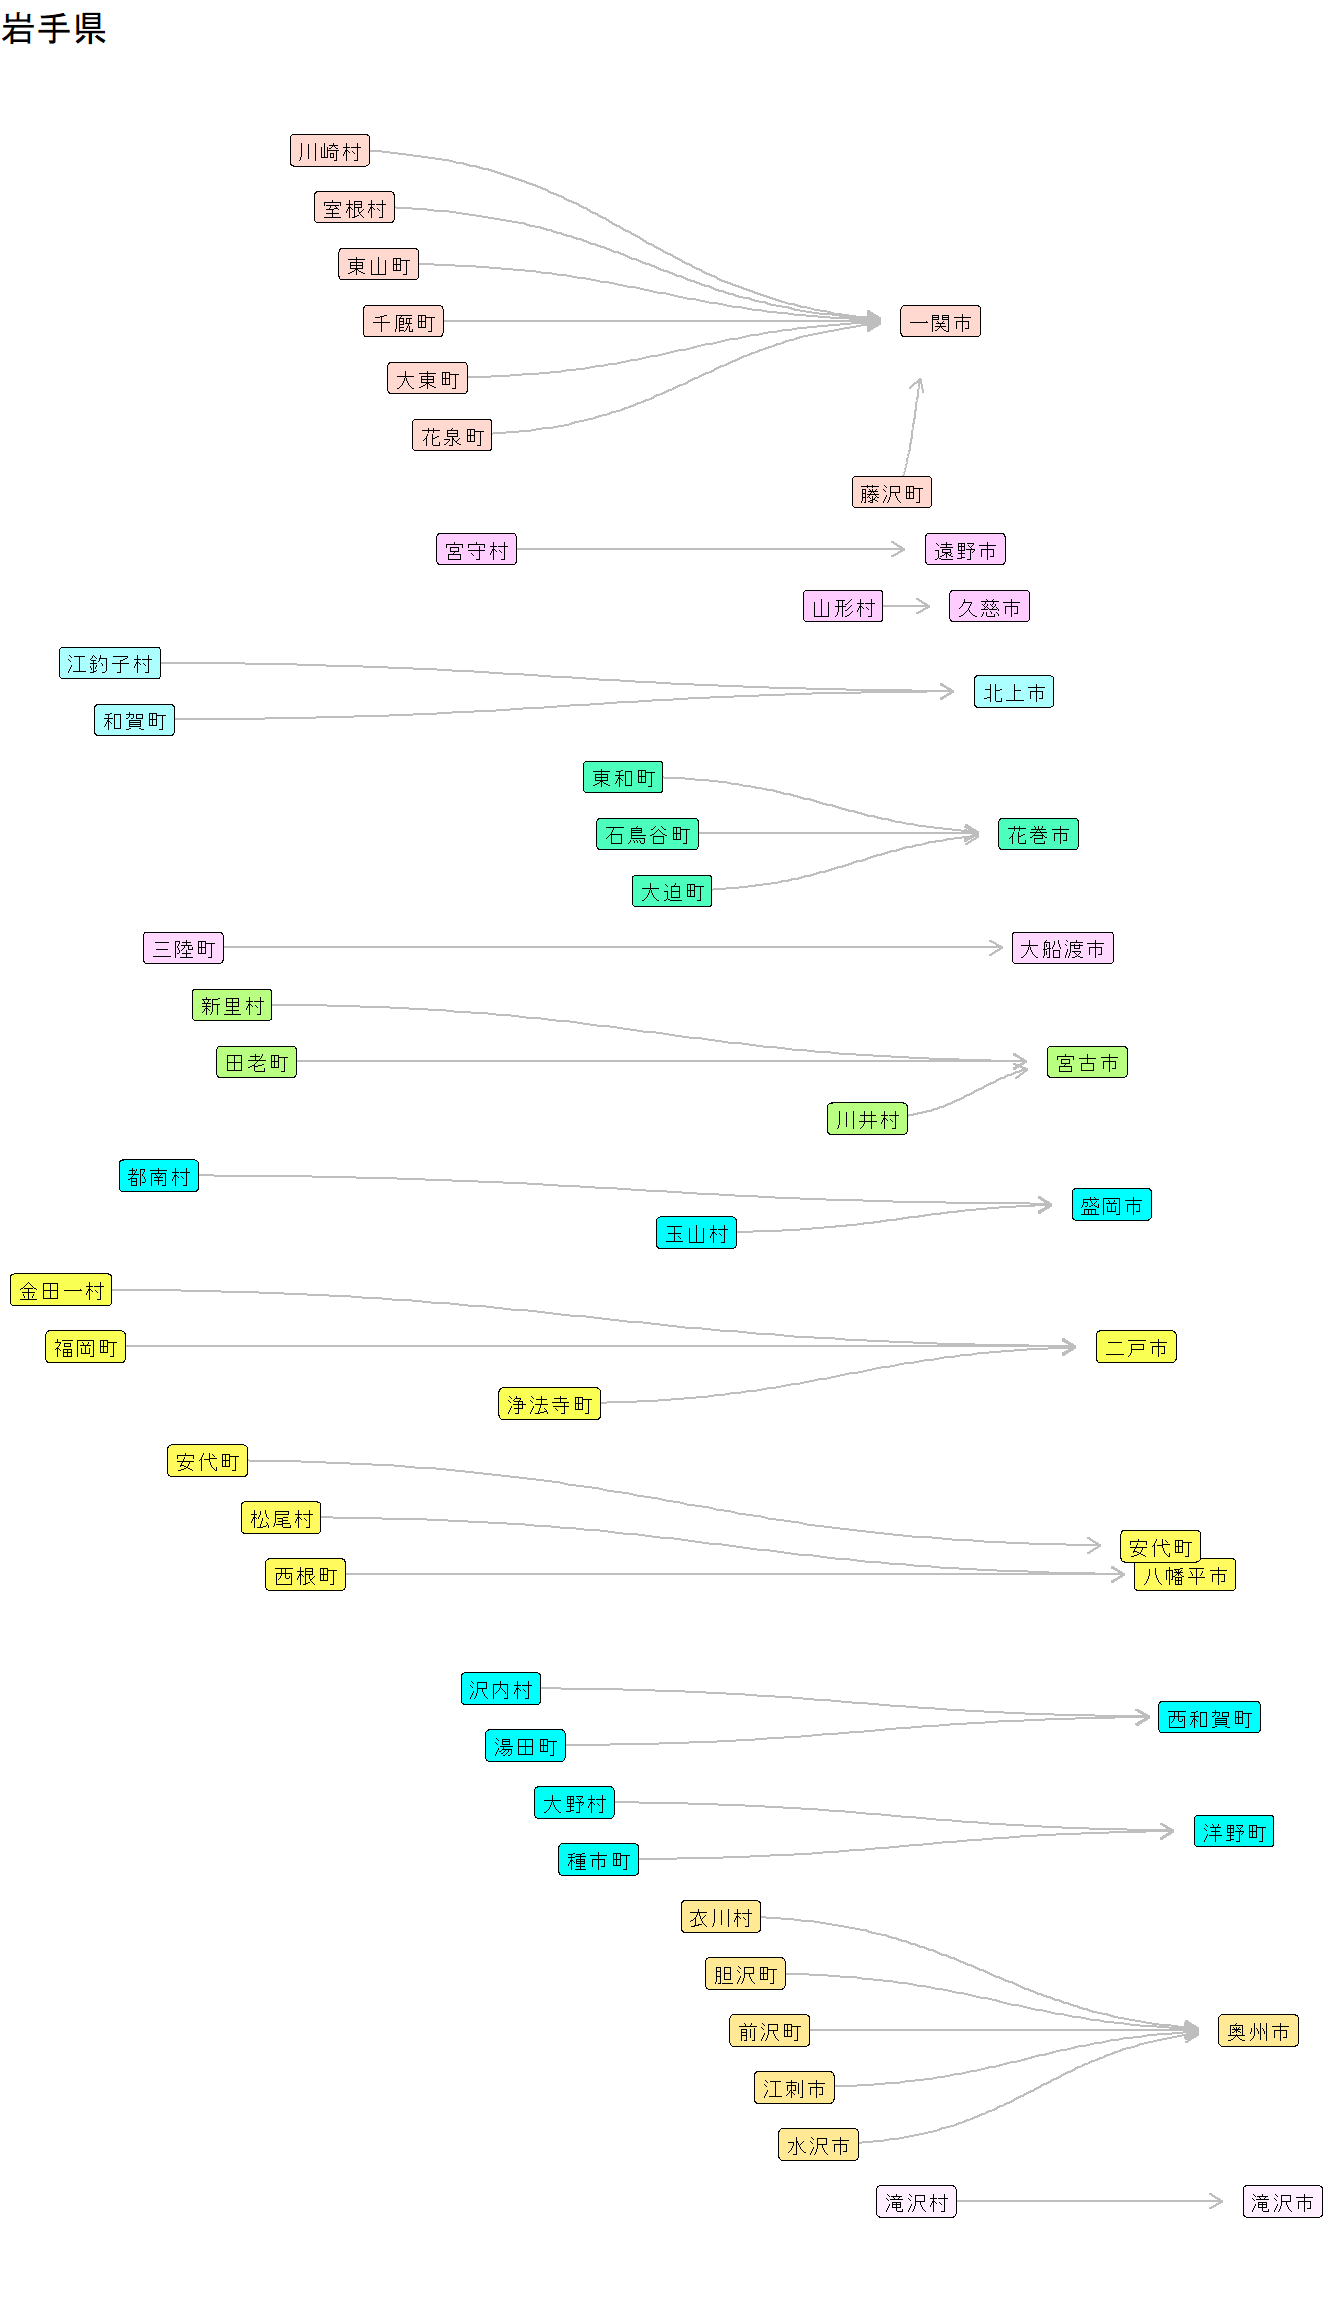 岩手県
川崎村
室根村
東山町
千厩町
一関市
大東町
花泉町
藤沢町
宮守村
遠野市
山形村
久慈市
江釣子村
北上市
和賀町
東和町
石鳥谷町
花巻市
大迫町
三陸町
大船渡市
新里村
田老町
宮古市
川井村
都南村
盛岡市
玉山村
金田一村
福岡町
二戸市
浄法寺町
安代町
松尾村
安代町
西根町
八幡平市
沢内村
西和賀町
湯田町
大野村
洋野町
種市町
衣川村
胆沢町
前沢町
奥州市
江刺市
水沢市
滝沢村
滝沢市